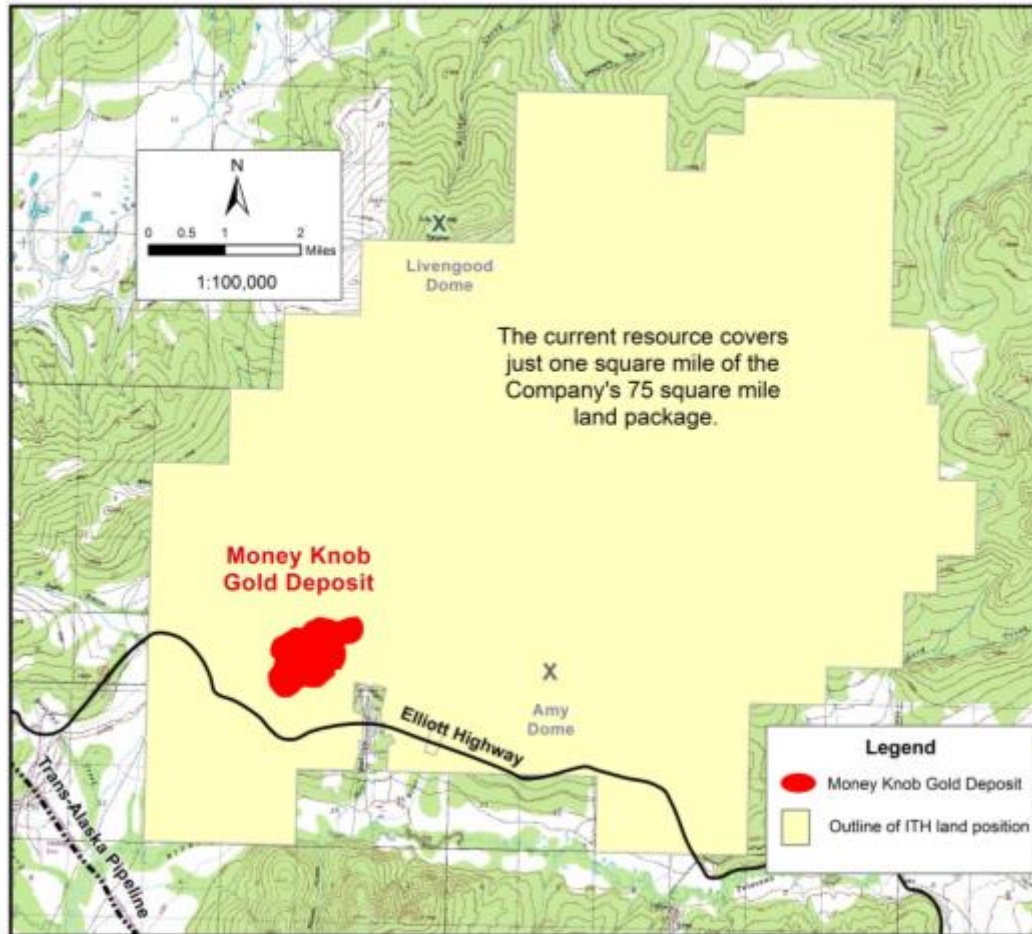 N
0 0.5 1 2
Miles
1:100,000
Livengood
Dome
The current resource covers
just one square mile of the
Company's 75 square mile
land package.
Money Knob
Gold Deposit
X
Amy
Dome
Elliott Highway
Trans-Alaska Pipeline
Legend
Money Knob Gold Deposit
Outline of ITH land position